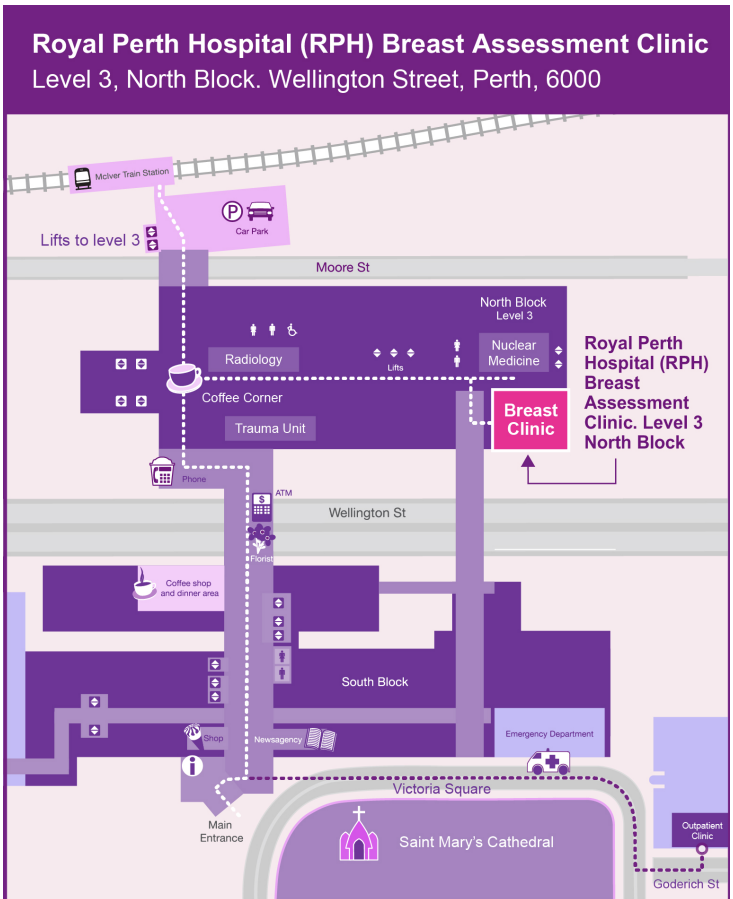 Royal Perth Hospital (RPH) Breast Assessment Clinic
Level 3, North Block. Wellington Street, Perth, 6000
McIver Train Station
P
Car Park
Lifts to level 3
Moore St
North Block
Level 3
Radiology
Lifts
Nuclear
Medicine
Royal Perth
Hospital (RPH)
Breast
Assessment
Clinic. Level 3
North Block
Coffee Corner
Breast
Clinic
Trauma Unit
Phone
ATM
$
Wellington St
Florist
Coffee shop
and dinner area
South Block
Shop
Newsagency
Emergency Department
i
Victoria Square
Main
Entrance
Saint Mary's Cathedral
Outpatient
Clinic
Goderich St